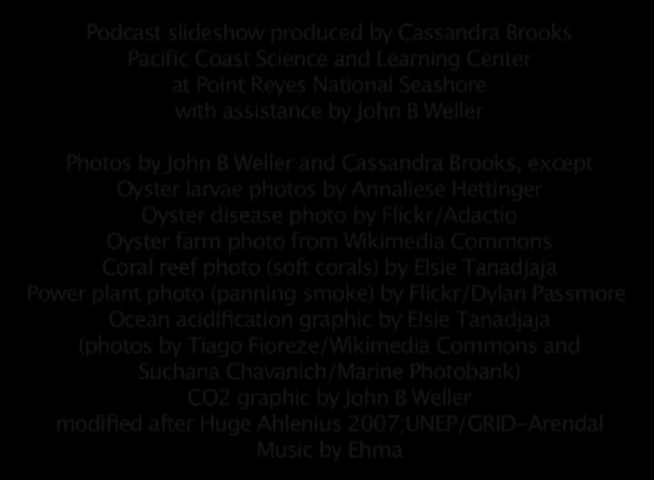 Podcast slideshow produced by Cassandra Brooks
Pacific Coast Science and Learning Center
at Point Reyes National Seashore
with assistance by John B Weller
Photos by John B Weller and Cassandra Brooks, except
Oyster larvae photos by Annaliese Hettinger
Oyster disease photo by Flickr/Adactio
Oyster farm photo from Wikimedia Commons
Coral reef photo (soft corals) by Elsie Tanadjaja
Power plant photo (panning smoke) by Flickr/Dylan Passmore
Ocean acidification graphic by Elsie Tanadjaja
(photos by Tiago Fioreze/Wikimedia Commons and
Suchana Chavanich/Marine Photobank)
CO2 graphic by John B Weller
modified after Huge Ahlenius 2007;UNEP/GRID-Arendal
Music by Ehma